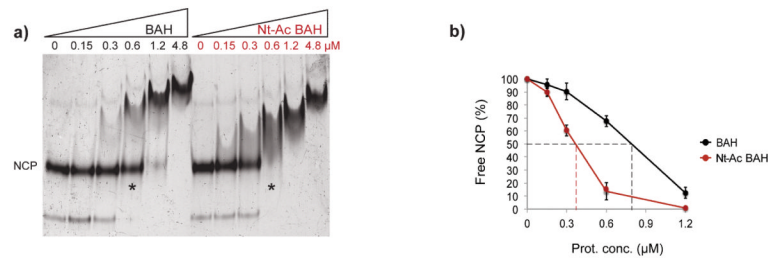 a)
BAH
Nt-Ac BAH
0 0.15 0.3 0.6 1.2 4.8 0 0.15 0.3 0.6 1.2 4.8 μM
NCP
*
*
b)
100
90
80
70
60
50
40
30
20
10
0
Free NCP (%)
0 0.3 0.6 0.9 1.2
Prot. conc. (μM)
BAH
Nt-Ac BAH